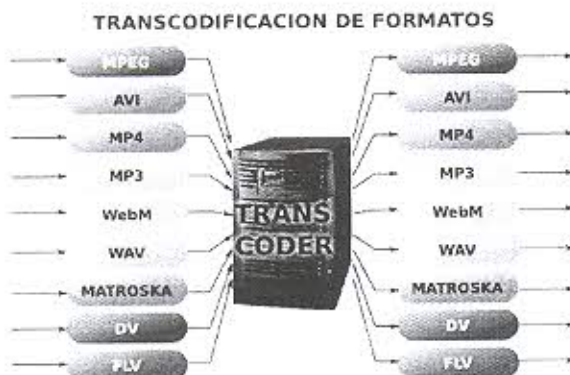 TRANSCODIFICACION DE FORMATOS
MPEG
AVI
MP4
MP3
WebM
WAV
MATROSKA
DV
FLV
TRANS
CODER
MPEG
AVI
MP4
MP3
WebM
WAV
MATROSKA
DV
FLV